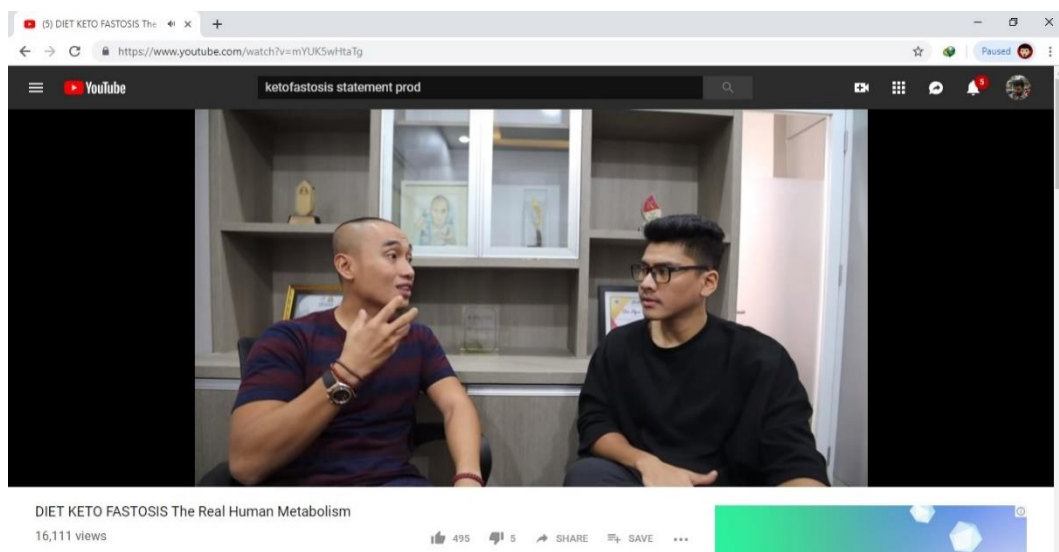 (5) DIET KETO FASTOSIS The
https://www.youtube.com/watch?v=mYUK5wHtaTg
Paused
YouTube
ketofastosis statement prod
5
DIET KETO FASTOSIS The Real Human Metabolism
16,111 views
495
5
SHARE
SAVE